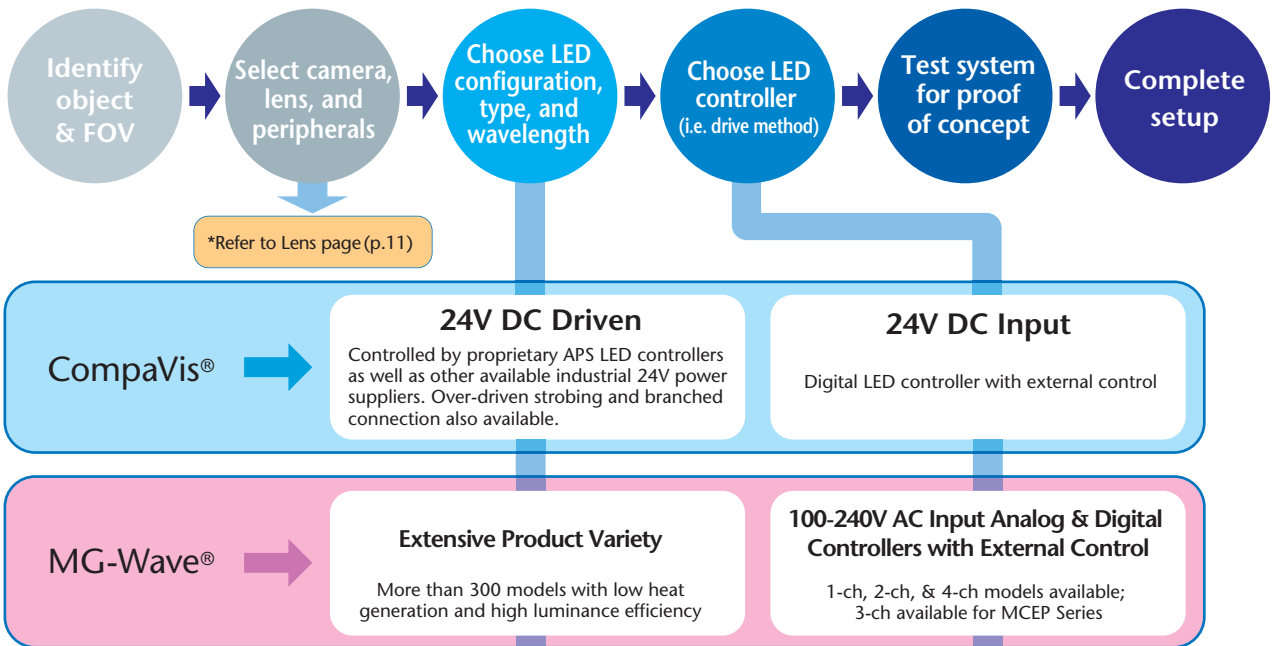 Identify
object
& FOV
Select camera,
lens, and
peripherals
Choose LED
configuration,
type, and
wavelength
Choose LED
controller
(i.e. drive method)
Test system
for proof
of concept
Complete
setup
*Refer to Lens page (p.11)
CompaVis®
24V DC Driven
Controlled by proprietary APS LED controllers
as well as other available industrial 24V power
suppliers. Over-driven strobing and branched
connection also available.
24V DC Input
Digital LED controller with external control
MG-Wave®
Extensive Product Variety
More than 300 models with low heat
generation and high luminance efficiency
100-240V AC Input Analog & Digital
Controllers with External Control
1-ch, 2-ch, & 4-ch models available;
3-ch available for MCEP Series